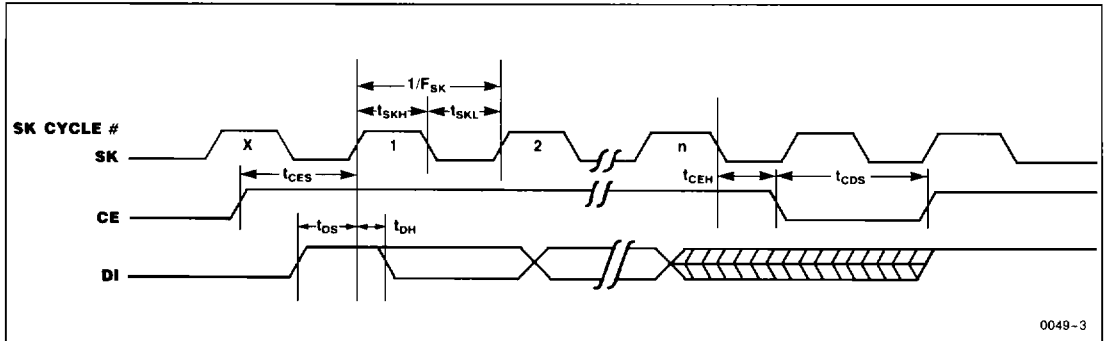 1/FSK
tSKH
tSKL
SK CYCLE #
SK
X
1
2
n
tCES
tCEH
tCDS
CE
tDS
tDH
DI
0049-3